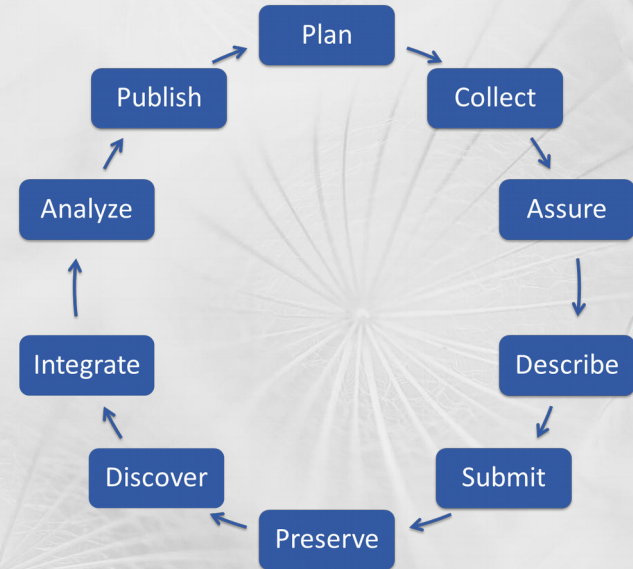 Plan
Collect
Assure
Describe
Submit
Preserve
Discover
Integrate
Analyze
Publish